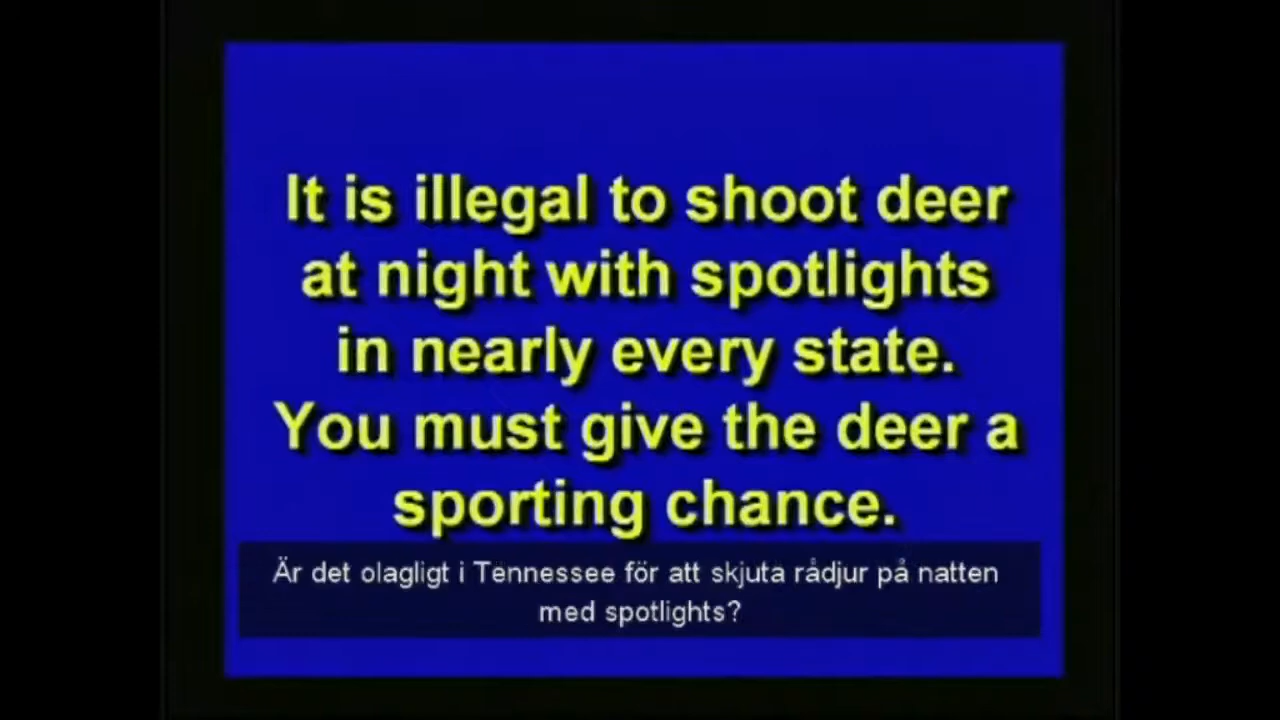 It is illegal to shoot deer
at night with spotlights
in nearly every state.
You must give the deer a
sporting chance.
Är det olagligt i Tennessee för att skjuta rådjur på natten
med spotlights?